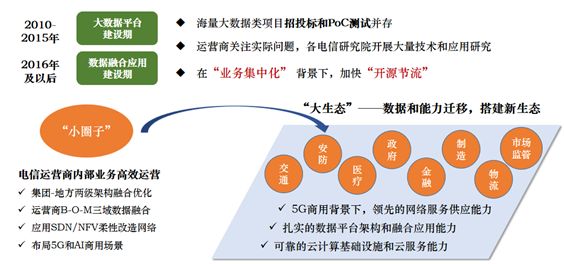 2010-
2015年
大数据平台
建设期
➤ 海量大数据类项目招投标和PoC测试并存
➤ 运营商关注实际问题，各电信研究院开展大量技术和应用研究
2016年
及以后
数据融合应用
建设期
➤ 在“业务集中化” 背景下，加快“开源节流”
“大生态”——数据和能力迁移，搭建新生态
“小圈子”
电信运营商内部业务高效运营
✓ 集团-地方两级架构融合优化
✓ 运营商B-O-M三域数据融合
✓ 应用SDN/NFV柔性改造网络
✓ 布局5G和AI商用场景
交通
安防
医疗
政府
金融
制造
物流
市场
监管
✓ 5G商用背景下，领先的网络服务供应能力
✓ 扎实的数据平台架构和融合应用能力
✓ 可靠的云计算基础设施和云服务能力